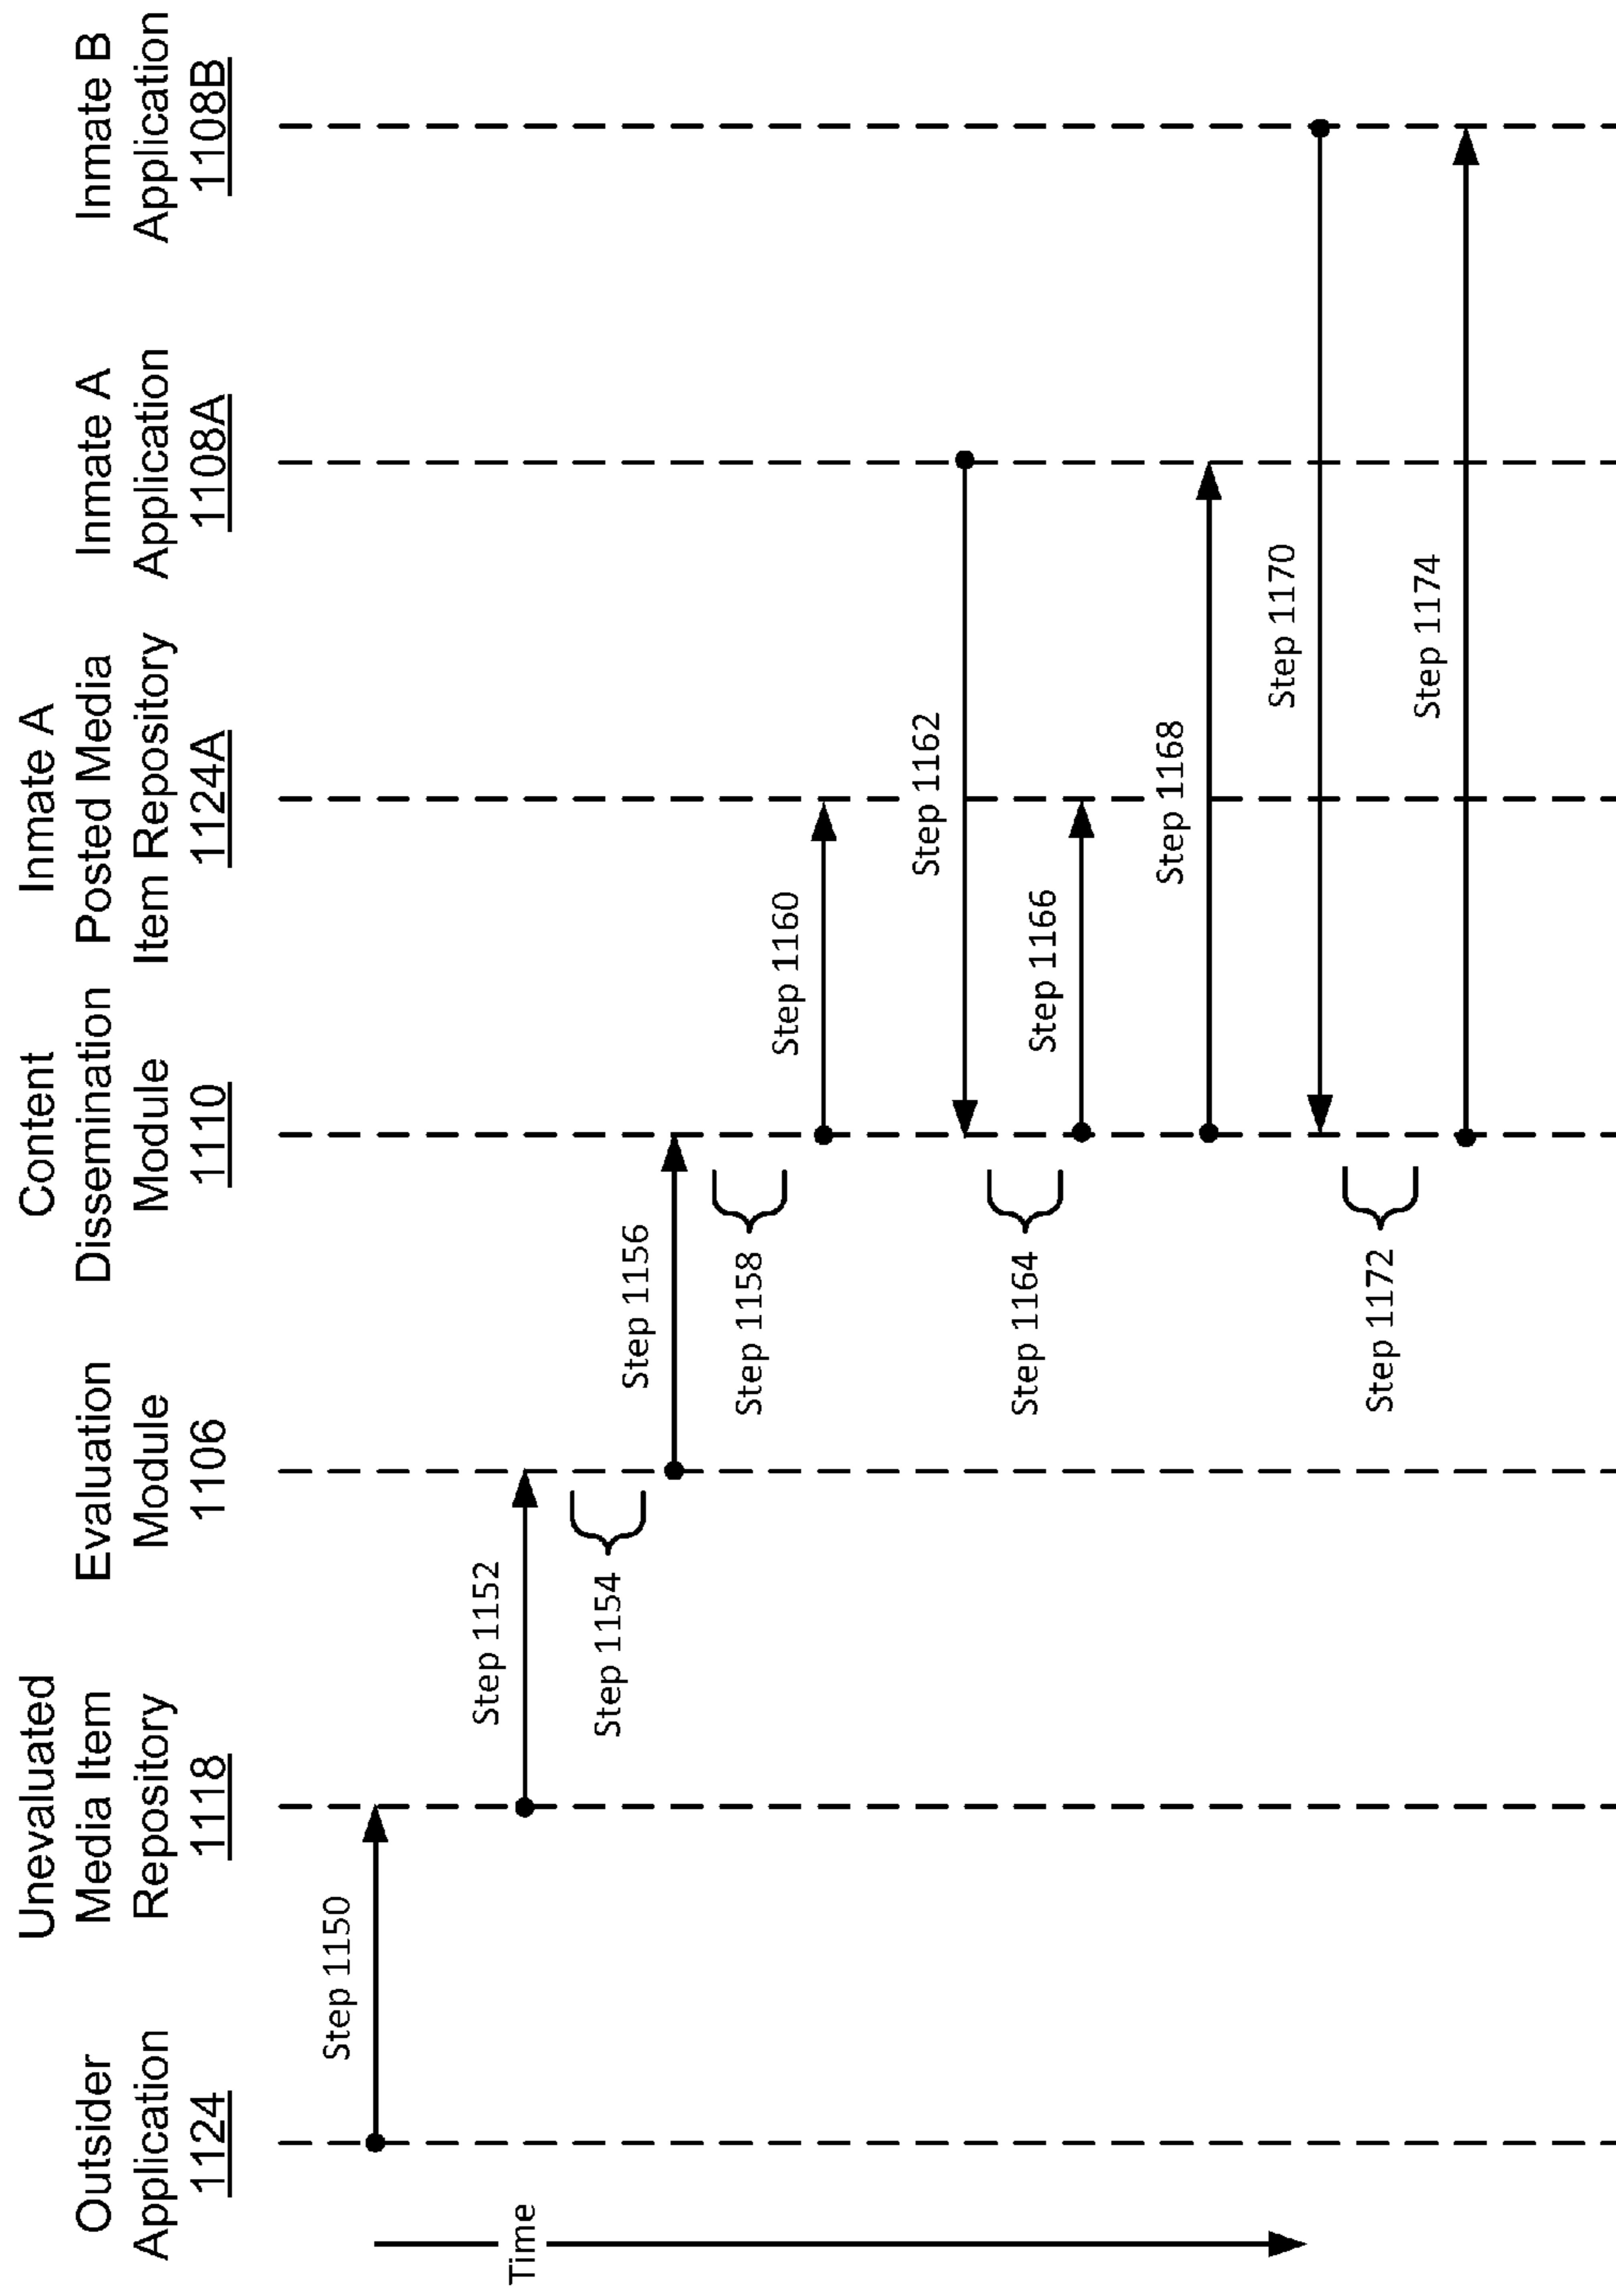 Outsider
Application
1124
Unevaluated
Media Item
Repository
1118
Evaluation
Module
1106
Content
Dissemination
Module
1110
Inmate A
Posted Media
Item Repository
1124A
Inmate A
Application
1108A
Inmate B
Application
1108B
Time
Step 1150
Step 1152
Step 1154
Step 1156
Step 1158
Step 1160
Step 1162
Step 1164
Step 1166
Step 1168
Step 1170
Step 1172
Step 1174